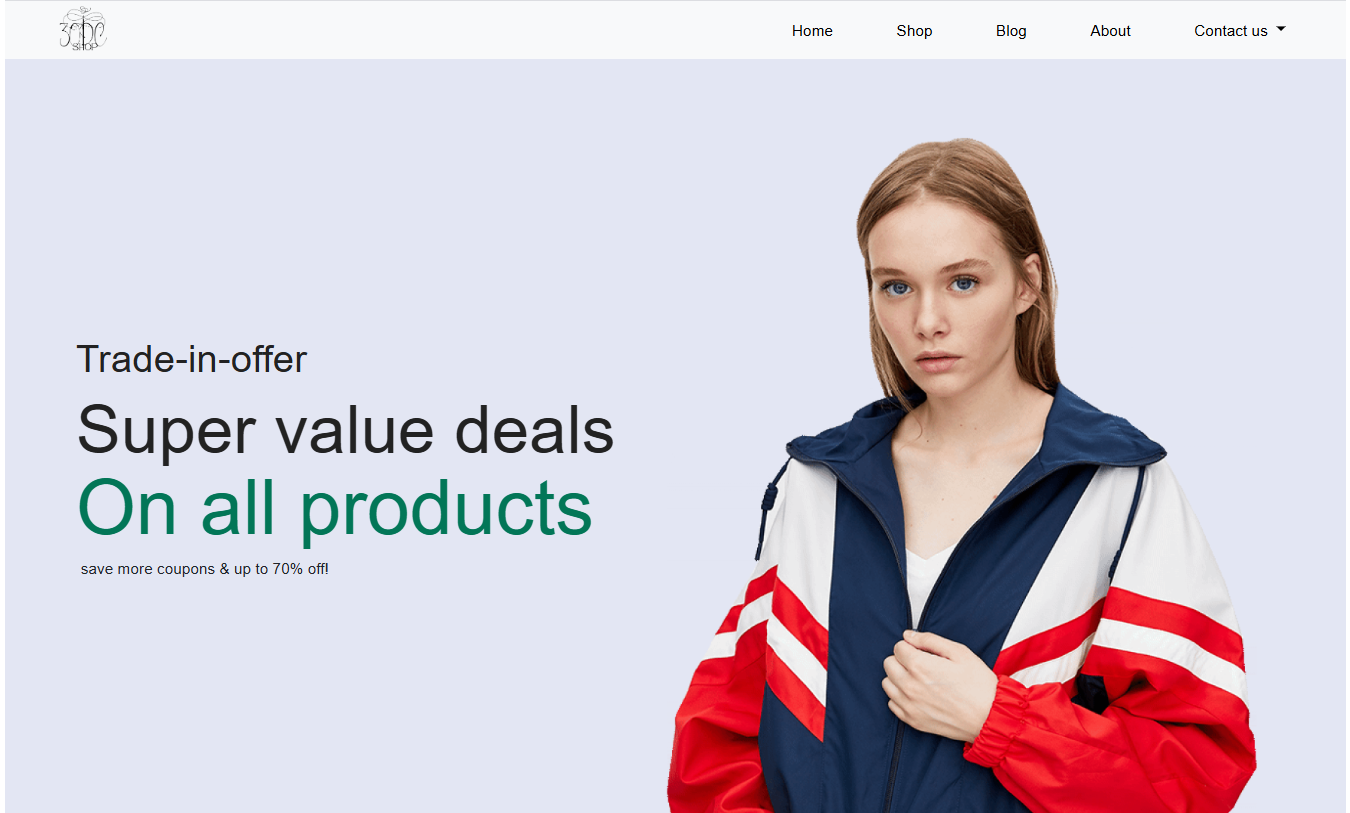 SHOP
Home
Shop
Blog
About
Contact us
Trade-in-offer
Super value deals
On all products
save more coupons & up to 70% off!